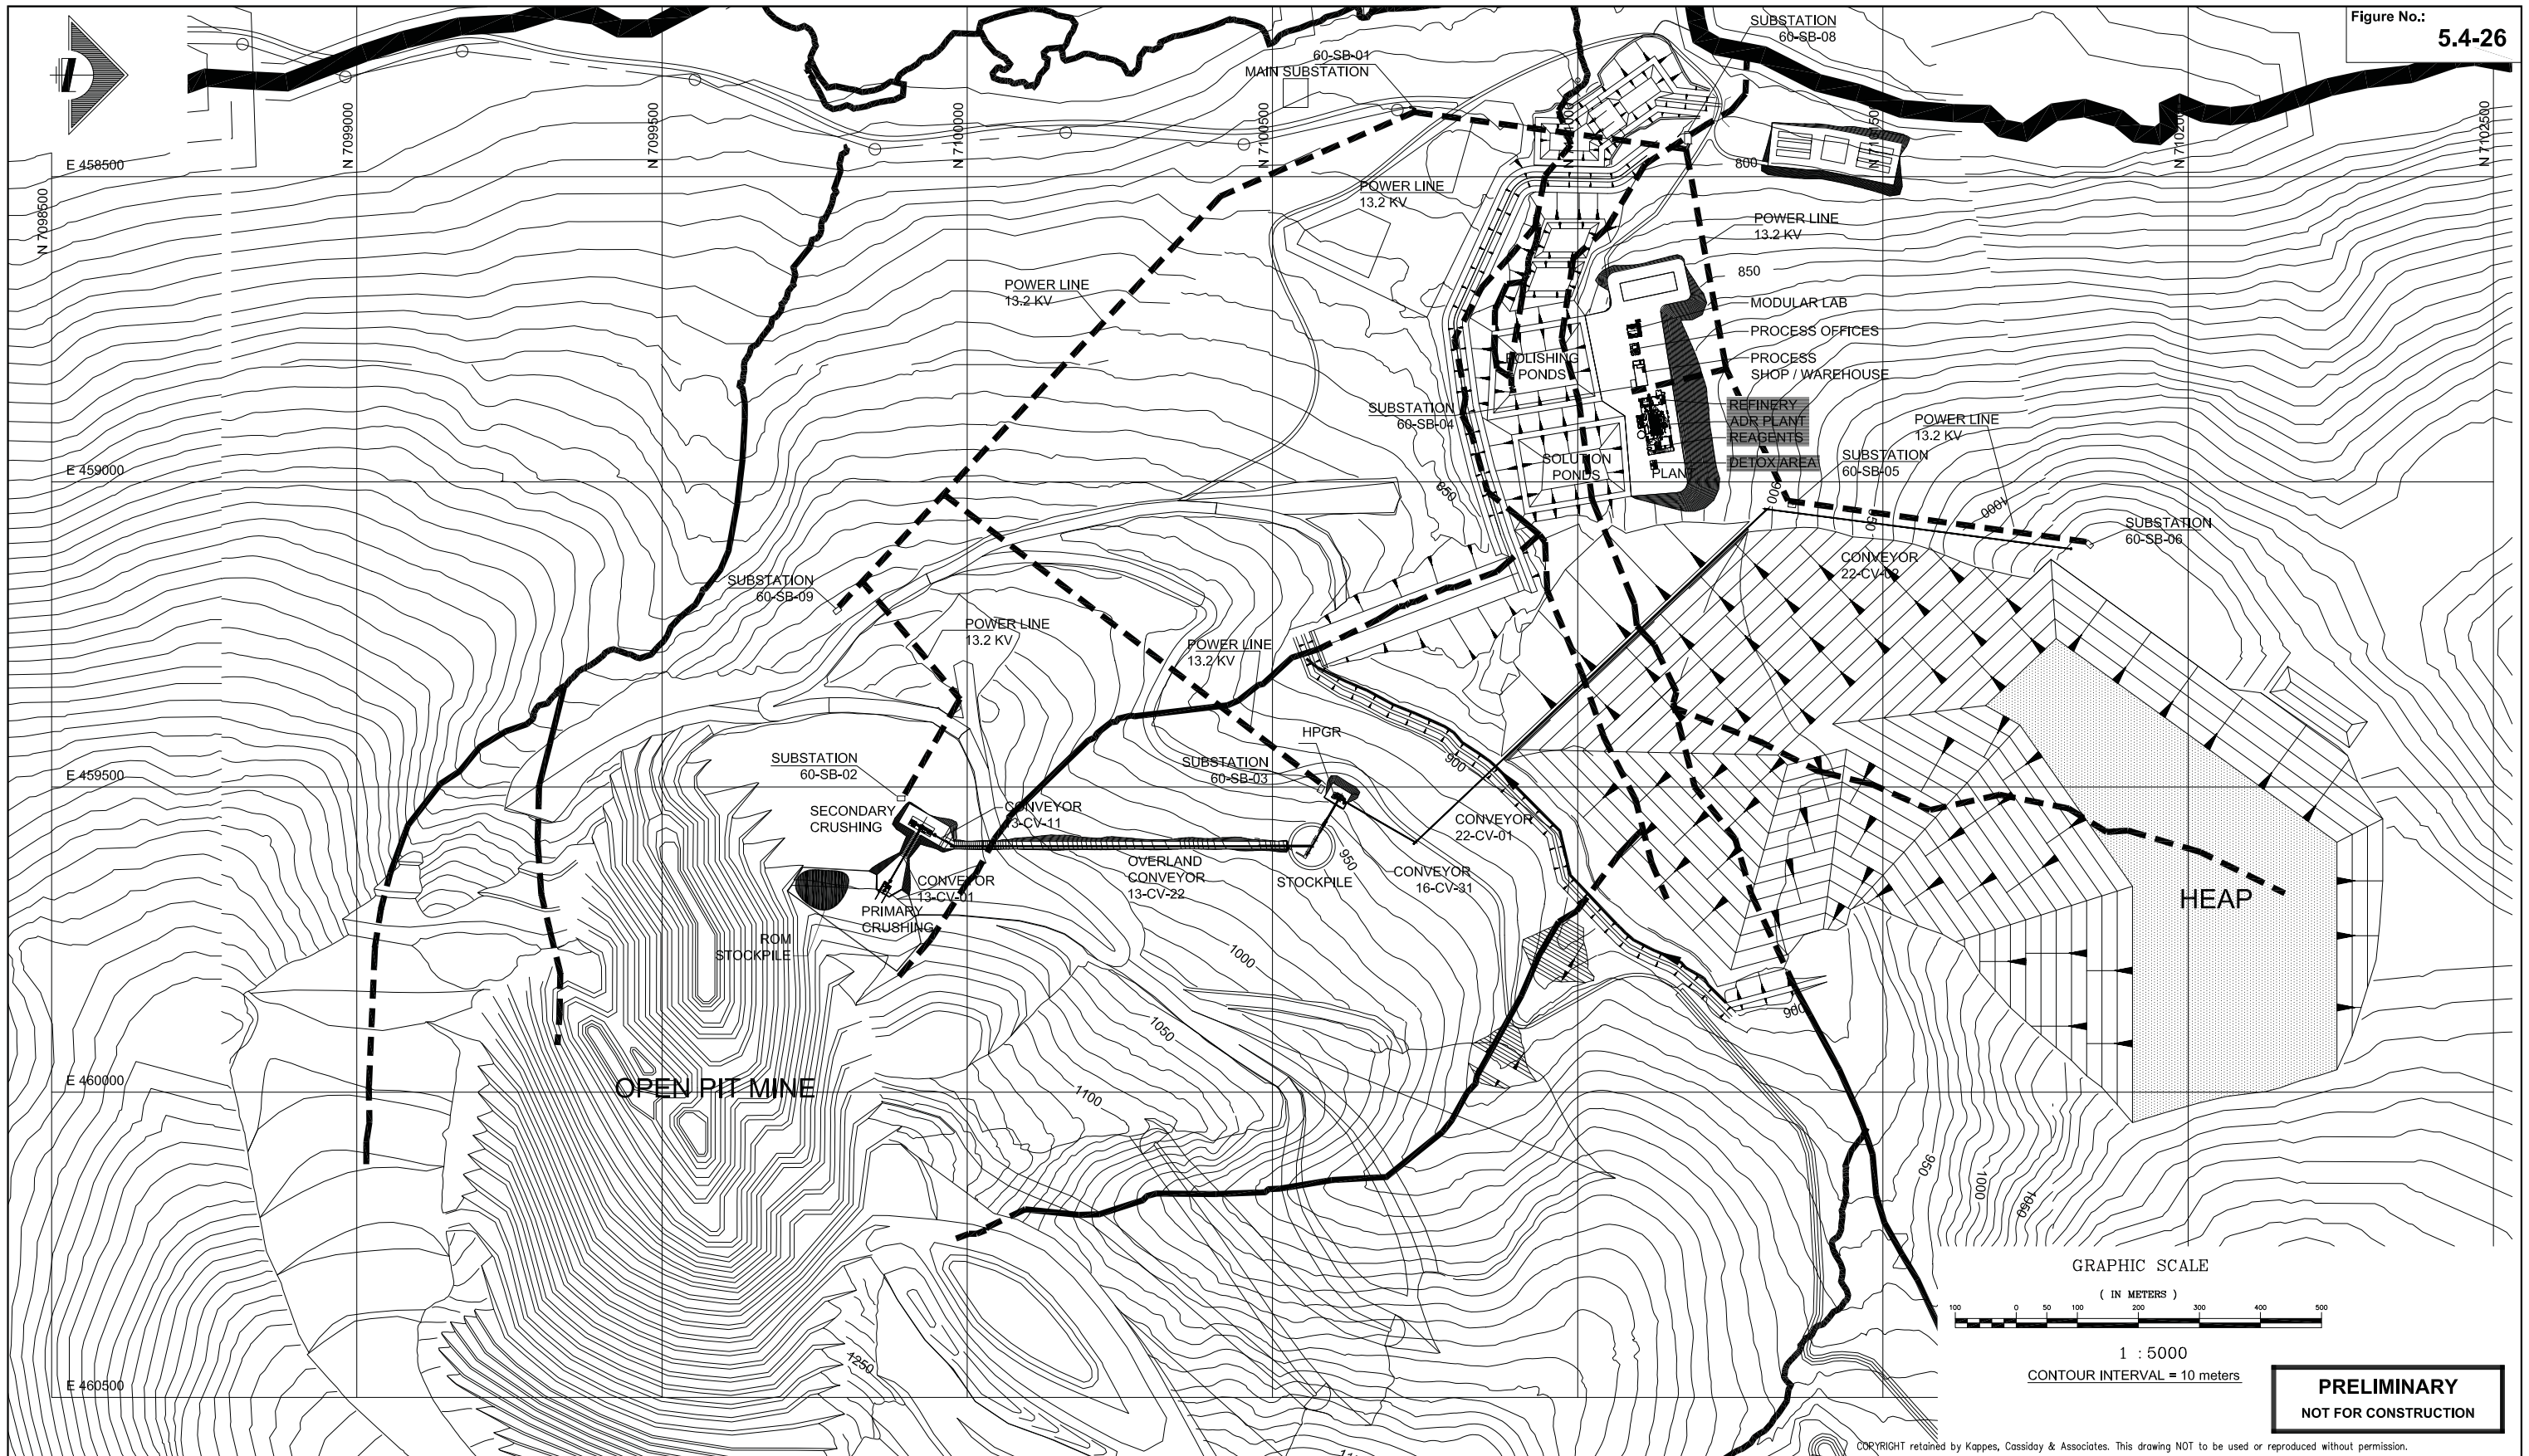 Figure No.:
5.4-26
SUBSTATION
60-SB-08
60-SB-01
MAIN SUBSTATION
N 7098500
N 7099000
N 7099500
N 7100000
N 7100500
N 7102500
E 458500
800
POWER LINE
13.2 KV
POWER LINE
13.2 KV
POWER LINE
13.2 KV
850
MODULAR LAB
PROCESS OFFICES
PROCESS
SHOP / WAREHOUSE
POLISHING
PONDS
REFINERY
ADR PLANT
REAGENTS
DETOX AREA
SUBSTATION
60-SB-04
POWER LINE
13.2 KV
SOLUTION
PONDS
PLANT
SUBSTATION
60-SB-05
E 459000
850
900
950
1000
SUBSTATION
60-SB-06
CONVEYOR
22-CV-02
SUBSTATION
60-SB-09
POWER LINE
13.2 KV
POWER LINE
13.2 KV
HPGR
SUBSTATION
60-SB-02
SUBSTATION
60-SB-03
900
E 459500
SECONDARY
CRUSHING
CONVEYOR
13-CV-11
CONVEYOR
22-CV-01
OVERLAND
CONVEYOR
13-CV-22
950
STOCKPILE
CONVEYOR
16-CV-31
CONVEYOR
13-CV-01
PRIMARY
CRUSHING
ROM
STOCKPILE
HEAP
1000
1050
900
E 460000
OPEN PIT MINE
1100
950
1000
1050
GRAPHIC SCALE
( IN METERS )
100 0 50 100 200 300 400 500
1 : 5000
CONTOUR INTERVAL = 10 meters
1250
E 460500
PRELIMINARY
NOT FOR CONSTRUCTION
COPYRIGHT retained by Kappes, Cassiday & Associates. This drawing NOT to be used or reproduced without permission.